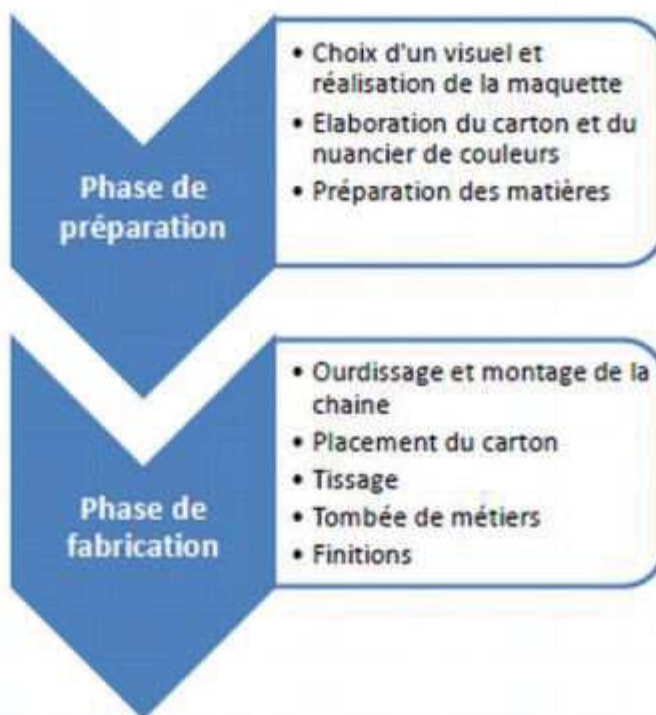 Phase de
préparation
• Choix d'un visuel et
réalisation de la maquette
• Elaboration du carton et du
nuancier de couleurs
• Préparation des matières
Phase de
fabrication
• Ourdissage et montage de la
chaine
• Placement du carton
• Tissage
• Tombée de métiers
• Finitions